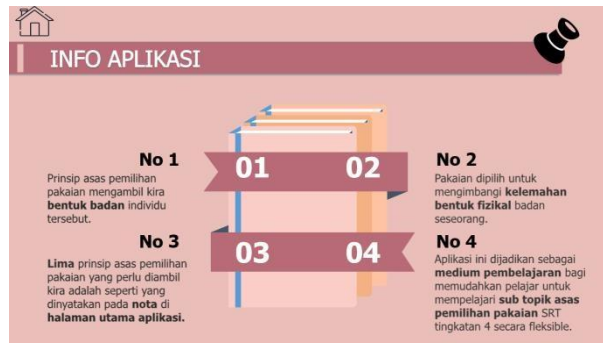 INFO APLIKASI
No 1
Prinsip asas pemilihan
pakaian mengambil kira
bentuk badan individu
tersebut.
01
02
No 2
Pakaian dipilih untuk
mengimbangi kelemahan
bentuk fizikal badan
seseorang.
No 3
Lima prinsip asas pemilihan
pakaian yang perlu diambil
kira adalah seperti yang
dinyatakan pada nota di
halaman utama aplikasi.
03
04
No 4
Aplikasi ini dijadikan sebagai
medium pembelajaran bagi
memudahkan pelajar untuk
mempelajari sub topik asas
pemilihan pakaian SRT
tingkatan 4 secara fleksible.